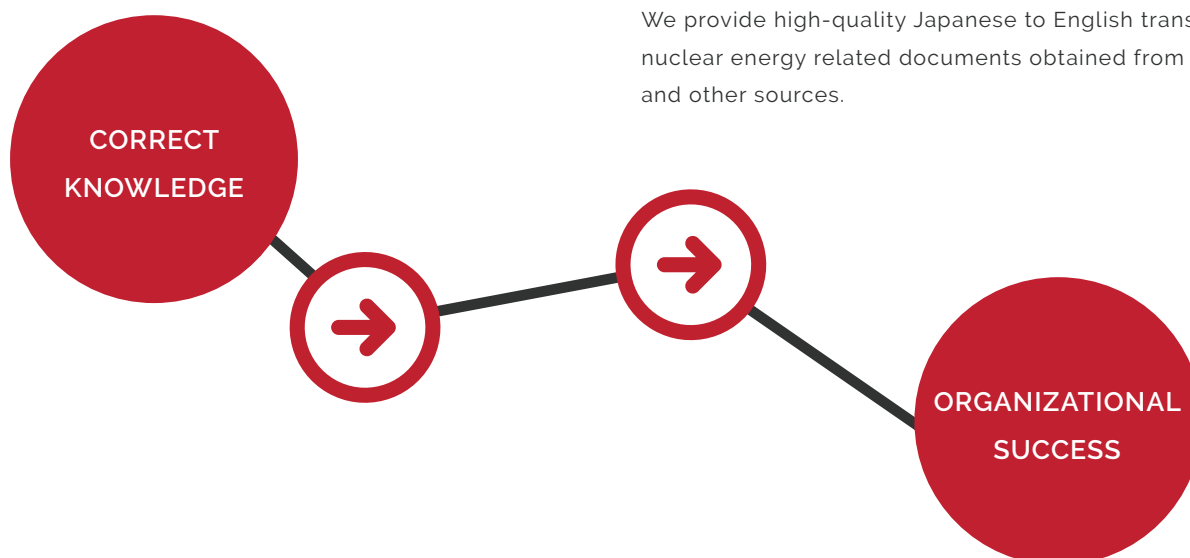 We provide high-quality Japanese to English
nuclear energy related documents obtained from
and other sources.
CORRECT
KNOWLEDGE
ORGANIZATIONAL
SUCCESS